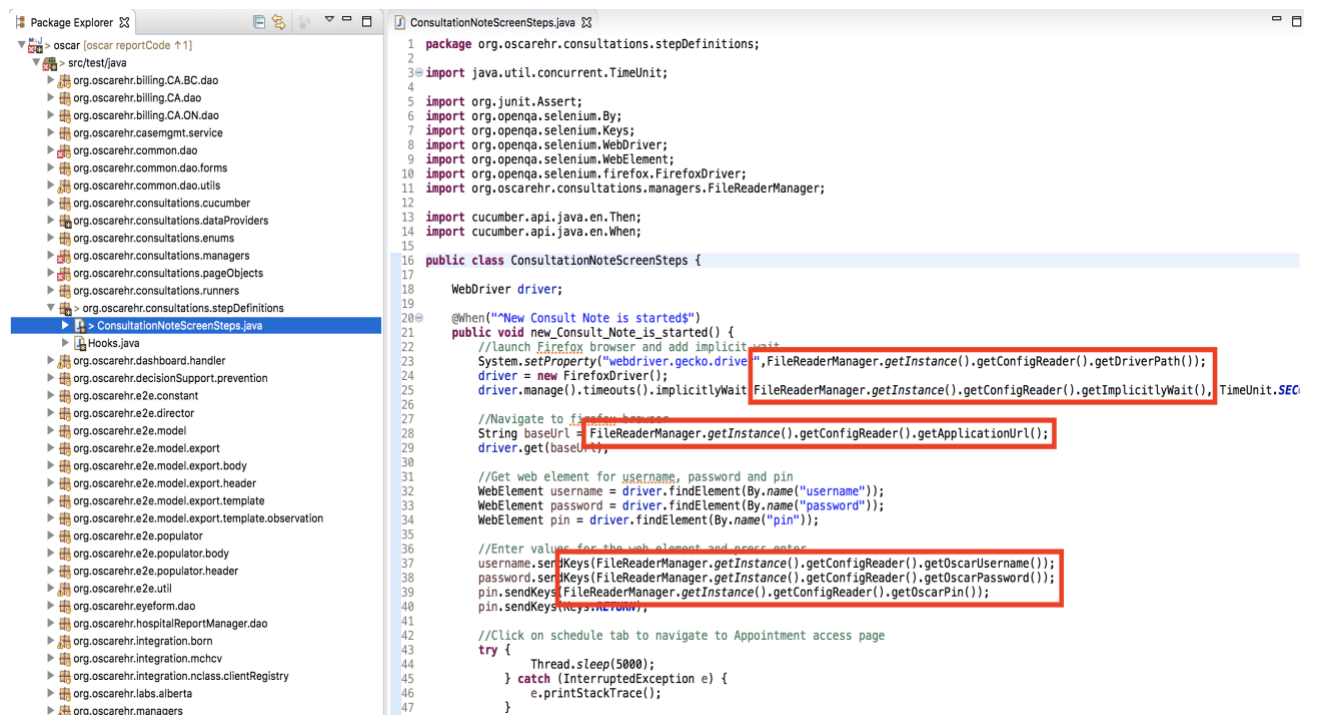 Package Explorer
> oscar [oscar reportCode ↑1]
> src/test/java
org.oscarehr.billing.CA.BC.dao
org.oscarehr.billing.CA.dao
org.oscarehr.billing.CA.ON.dao
org.oscarehr.casemgmt.service
org.oscarehr.common.dao
org.oscarehr.common.dao.forms
org.oscarehr.common.dao.utils
org.oscarehr.consultations.cucumber
org.oscarehr.consultations.dataProviders
org.oscarehr.consultations.enums
org.oscarehr.consultations.managers
org.oscarehr.consultations.pageObjects
org.oscarehr.consultations.runners
> org.oscarehr.consultations.stepDefinitions
> ConsultationNoteScreenSteps.java
Hooks.java
org.oscarehr.dashboard.handler
org.oscarehr.decisionSupport.prevention
org.oscarehr.e2e.constant
org.oscarehr.e2e.director
org.oscarehr.e2e.model
org.oscarehr.e2e.model.export
org.oscarehr.e2e.model.export.body
org.oscarehr.e2e.model.export.header
org.oscarehr.e2e.model.export.template
org.oscarehr.e2e.model.export.template.observation
org.oscarehr.e2e.populator
org.oscarehr.e2e.populator.body
org.oscarehr.e2e.populator.header
org.oscarehr.e2e.util
org.oscarehr.eyeform.dao
org.oscarehr.hospitalReportManager.dao
org.oscarehr.integration.born
org.oscarehr.integration.mchcv
org.oscarehr.integration.nclass.clientRegistry
org.oscarehr.labs.alberta
org.oscarehr.managers
ConsultationNoteScreenSteps.java
1 package org.oscarehr.consultations.stepDefinitions;
2
3 import java.util.concurrent.TimeUnit;
4
5 import org.junit.Assert;
6 import org.openqa.selenium.By;
7 import org.openqa.selenium.Keys;
8 import org.openqa.selenium.WebDriver;
9 import org.openqa.selenium.WebElement;
10 import org.openqa.selenium.firefox.FirefoxDriver;
11 import org.oscarehr.consultations.managers.FileReaderManager;
12
13 import cucumber.api.java.en.Then;
14 import cucumber.api.java.en.When;
15
16 public class ConsultationNoteScreenSteps {
17
18 WebDriver driver;
19
20 @When("^New Consult Note is started$")
21 public void new_Consult_Note_is_started() {
22 //launch Firefox browser and add implicit wait
23 System.setProperty("webdriver.gecko.driver",FileReaderManager.getInstance().getConfigReader().getDriverPath());
24 driver = new FirefoxDriver();
25 driver.manage().timeouts().implicitlyWait(FileReaderManager.getInstance().getConfigReader().getImplicitlyWait(), TimeUnit.SEC
26
27 //Navigate to firefox browser
28 String baseUrl = FileReaderManager.getInstance().getConfigReader().getApplicationUrl();
29 driver.get(baseUrl);
30
31 //Get web element for username, password and pin
32 WebElement username = driver.findElement(By.name("username"));
33 WebElement password = driver.findElement(By.name("password"));
34 WebElement pin = driver.findElement(By.name("pin"));
35
36 //Enter values for the web element and press enter
37 username.sendKeys(FileReaderManager.getInstance().getConfigReader().getOscarUsername());
38 password.sendKeys(FileReaderManager.getInstance().getConfigReader().getOscarPassword());
39 pin.sendKeys(FileReaderManager.getInstance().getConfigReader().getOscarPin());
40 pin.sendKeys(Keys.RETURN);
41
42 //Click on schedule tab to navigate to Appointment access page
43 try {
44 Thread.sleep(5000);
45 } catch (InterruptedException e) {
46 e.printStackTrace();
47 }